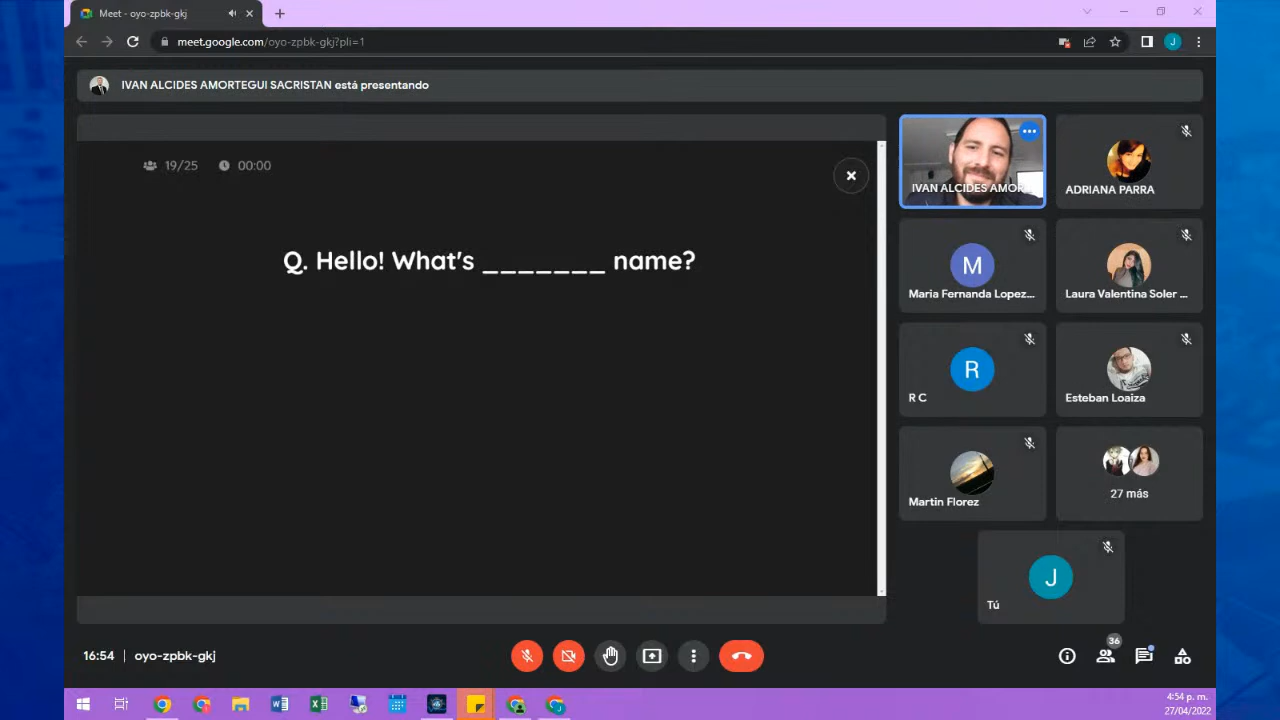 Meet - oyo-zpbk-gkj
meet.google.com/oyo-zpbk-gkj?pli=1
J
IVAN ALCIDES AMORTEGUI SACRISTAN está presentando
19/25 00:00
Q. Hello! What's _______ name?
IVAN ALCIDES AMOR
ADRIANA PARRA
M
Maria Fernanda Lopez...
Laura Valentina Soler ...
R
R C
Esteban Loaiza
Martin Florez
27 más
J
Tú
16:54 | oyo-zpbk-gkj
36
4:54 p. m.
27/04/2022